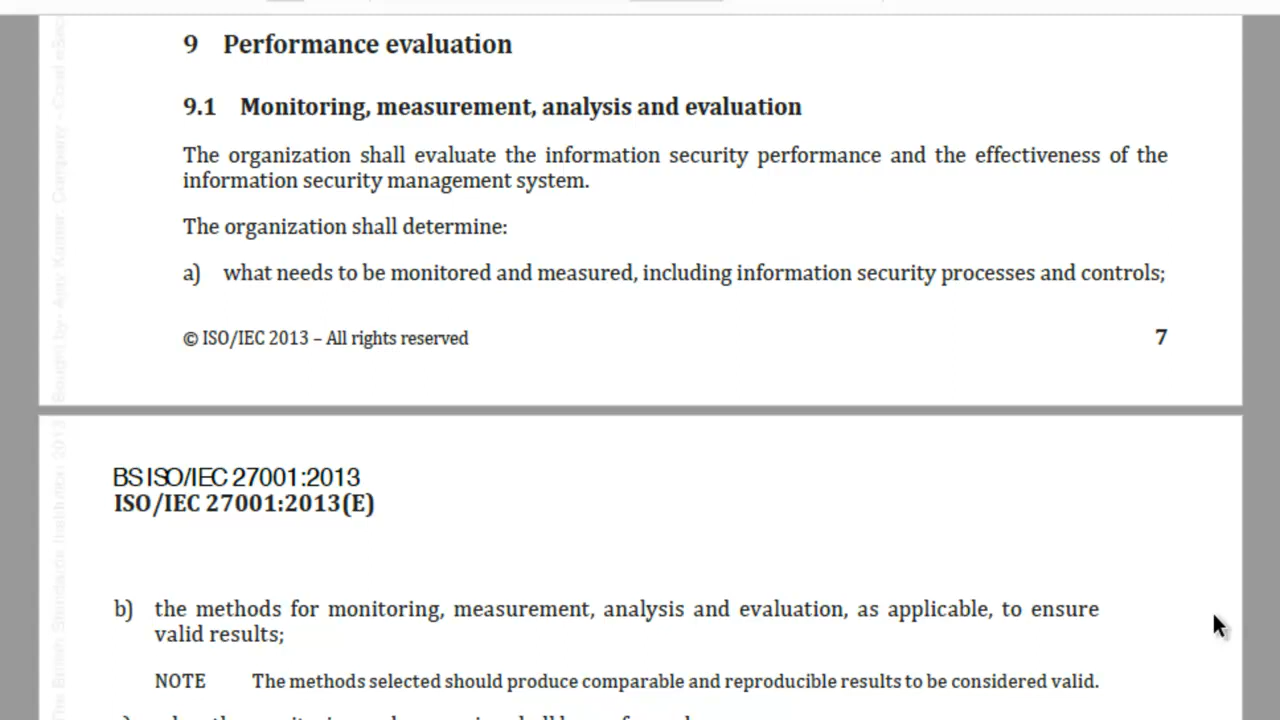 9 Performance evaluation
9.1 Monitoring, measurement, analysis and evaluation
The organization shall evaluate the information security performance and the effectiveness of the
information security management system.
The organization shall determine:
a) what needs to be monitored and measured, including information security processes and controls;
© ISO/IEC 2013 – All rights reserved 7
BS ISO/IEC 27001:2013
ISO/IEC 27001:2013(E)
b) the methods for monitoring, measurement, analysis and evaluation, as applicable, to ensure
valid results;
NOTE The methods selected should produce comparable and reproducible results to be considered valid.